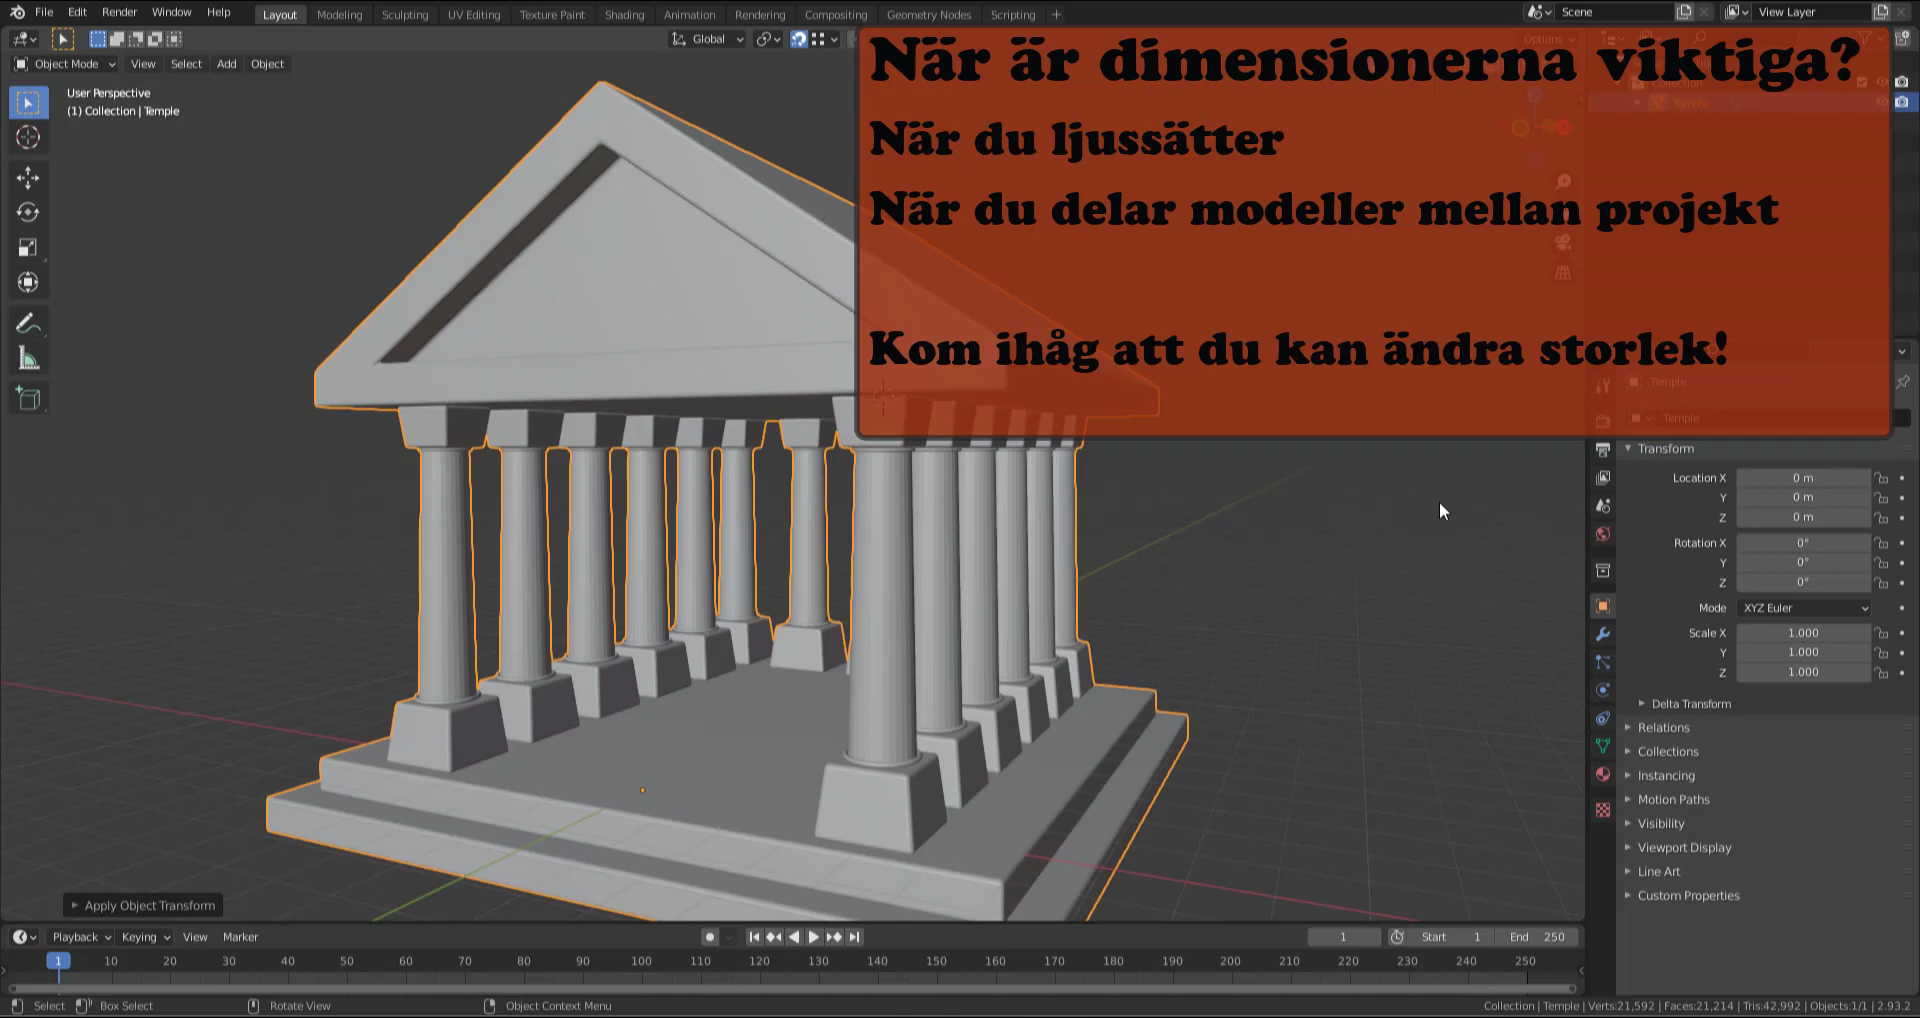 File Edit Render Window Help
Layout Modeling Sculpting UV Editing Texture Paint Shading Animation Rendering Compositing Geometry Nodes Scripting +
Scene
View Layer
Global
Options
Object Mode View Select Add Object
User Perspective
(1) Collection | Temple
När är dimensionerna viktiga?
När du ljussätter
När du delar modeller mellan projekt
Kom ihåg att du kan ändra storlek!
Collection
Temple
Temple
Temple
Transform
Location X 0 m
Y 0 m
Z 0 m
Rotation X 0°
Y 0°
Z 0°
Mode XYZ Euler
Scale X 1.000
Y 1.000
Z 1.000
Delta Transform
Relations
Collections
Instancing
Motion Paths
Visibility
Viewport Display
Line Art
Custom Properties
Apply Object Transform
Playback Keying View Marker
1 Start 1 End 250
1 10 20 30 40 50 60 70 80 90 100 110 120 130 140 150 160 170 180 190 200 210 220 230 240 250
Select Box Select Rotate View Object Context Menu
Collection | Temple | Verts:21,592 | Faces:21,214 | Tris:42,992 | Objects:1/1 | 2.93.2